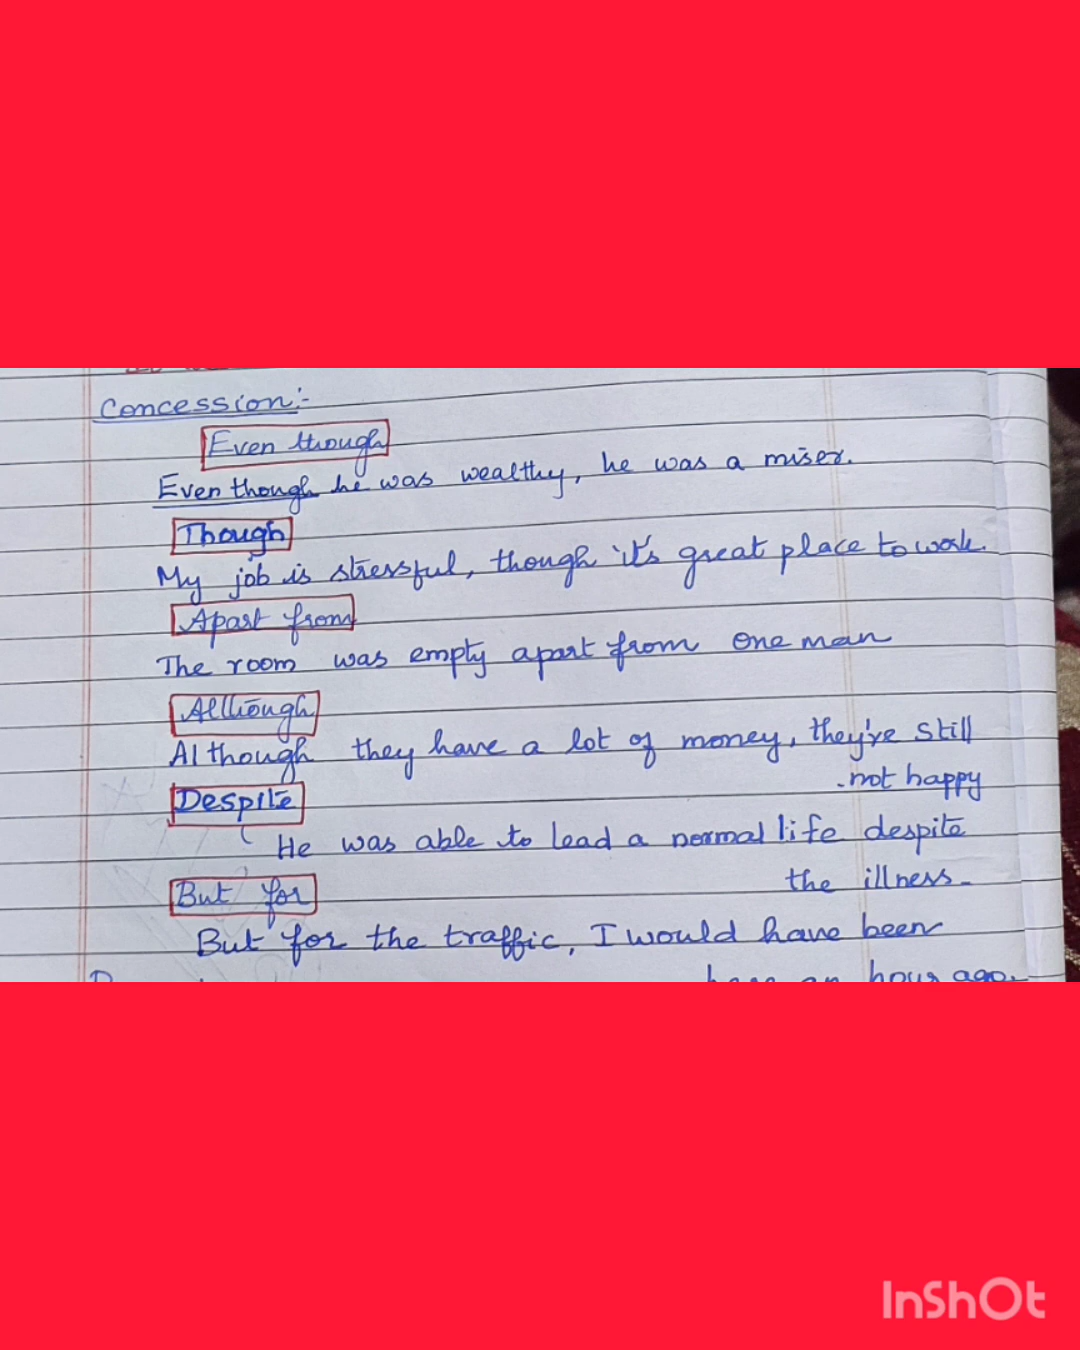 Concession:-
Even though
Even though he was wealthy, he was a miser.
Though
My job is stressful, though it's great place to work.
Apart from
The room was empty apart from one man
Although
Although they have a lot of money, they're still
not happy
Despite
He was able to lead a normal life despite
the illness.
But for
But for the traffic, I would have been
here an hour ago.
InShOt